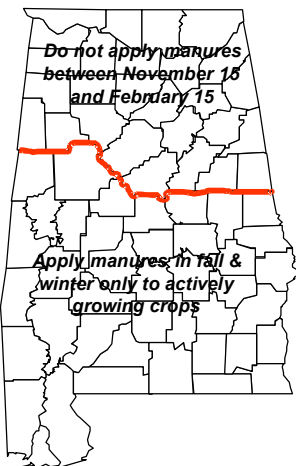 Do not apply manures
between November 15
and February 15
Apply manures in fall &
winter only to actively
growing crops